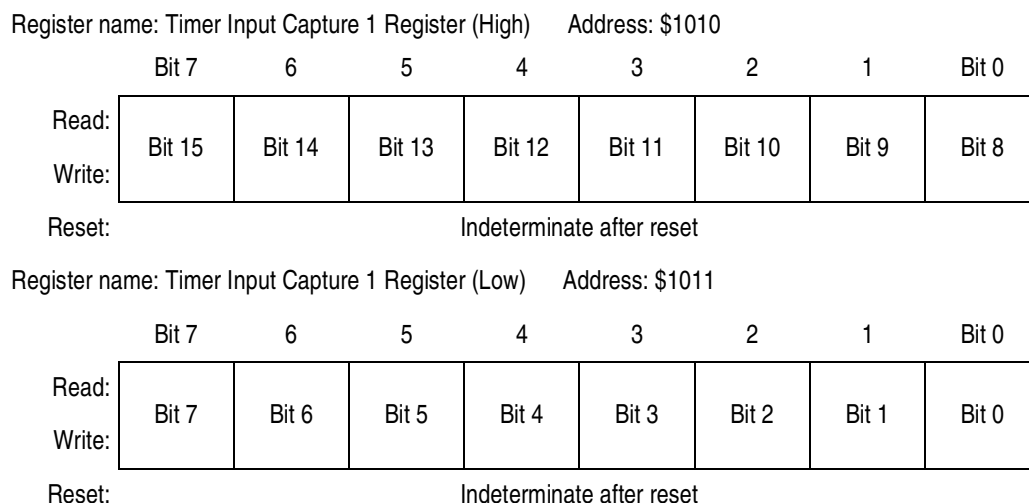 Register name: Timer Input Capture 1 Register (High) Address: $1010
Bit 7 6 5 4 3 2 1 Bit 0
Read:
Bit 15 Bit 14 Bit 13 Bit 12 Bit 11 Bit 10 Bit 9 Bit 8
Write:
Reset: Indeterminate after reset
Register name: Timer Input Capture 1 Register (Low) Address: $1011
Bit 7 6 5 4 3 2 1 Bit 0
Read:
Bit 7 Bit 6 Bit 5 Bit 4 Bit 3 Bit 2 Bit 1 Bit 0
Write:
Reset: Indeterminate after reset